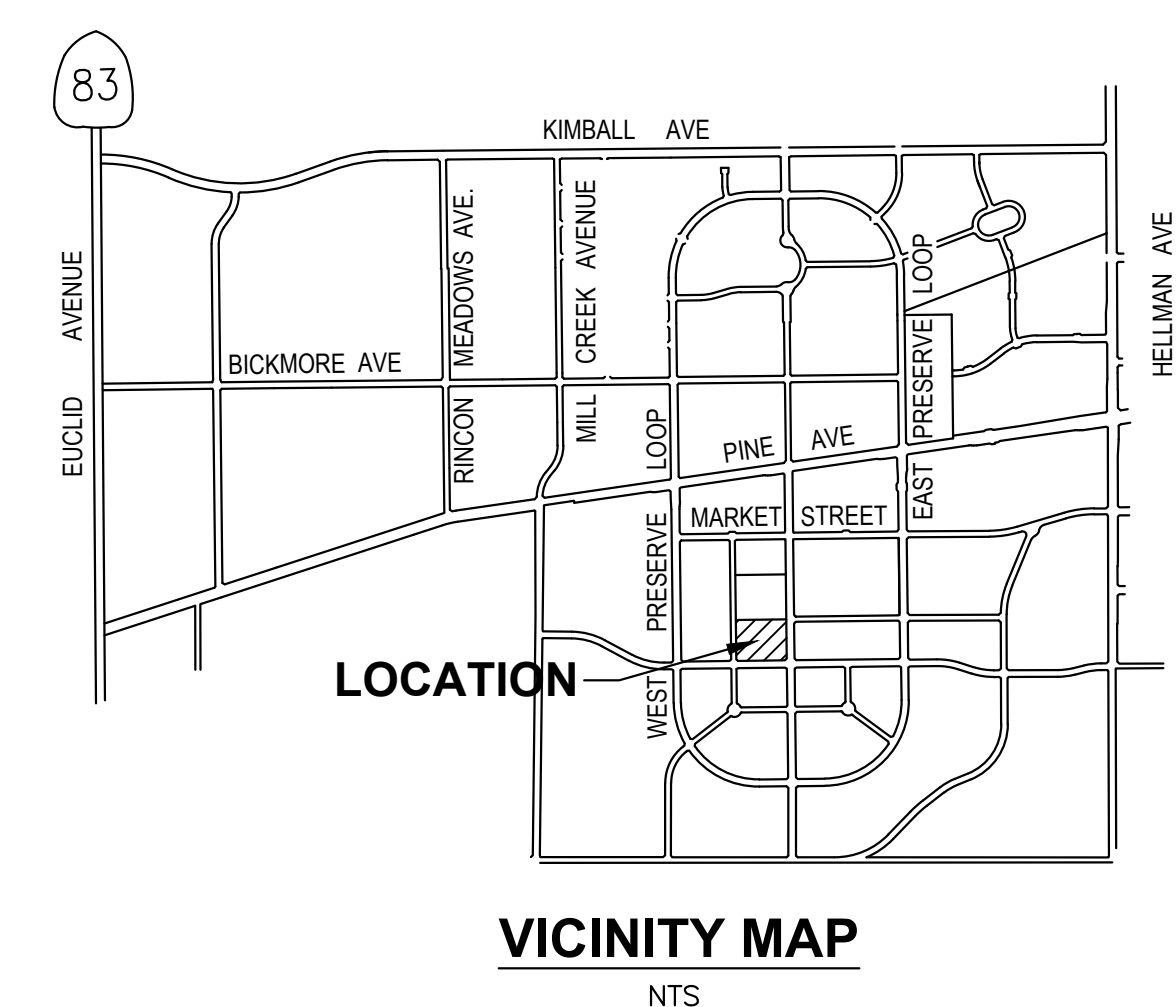 83
KIMBALL AVE
EUCLID AVENUE
RINCON MEADOWS AVE.
MILL CREEK AVENUE
HELLMAN AVE
BICKMORE AVE
EAST PRESERVE LOOP
PINE AVE
WEST PRESERVE LOOP
MARKET STREET
LOCATION
VICINITY MAP
NTS